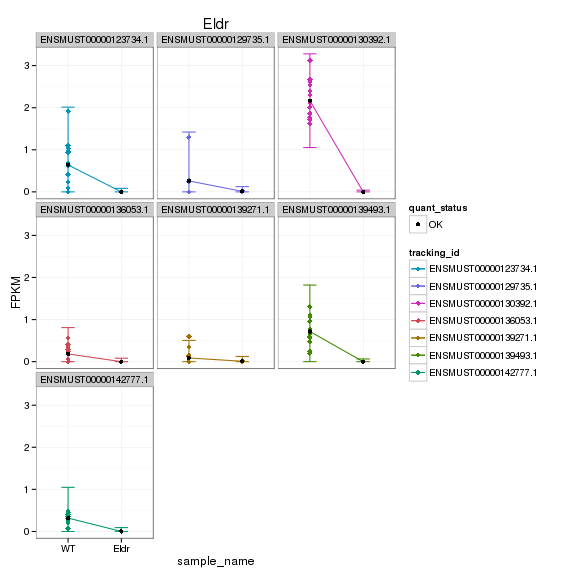 Eldr
ENSMUST00000123734.1 ENSMUST00000129735.1 ENSMUST00000130392.1
3
2
1
0
ENSMUST00000136053.1 ENSMUST00000139271.1 ENSMUST00000139493.1
3
2
1
0
FPKM
ENSMUST00000142777.1
3
2
1
0
WT Eldr
sample_name
quant_status
OK
tracking_id
ENSMUST00000123734.1
ENSMUST00000129735.1
ENSMUST00000130392.1
ENSMUST00000136053.1
ENSMUST00000139271.1
ENSMUST00000139493.1
ENSMUST00000142777.1